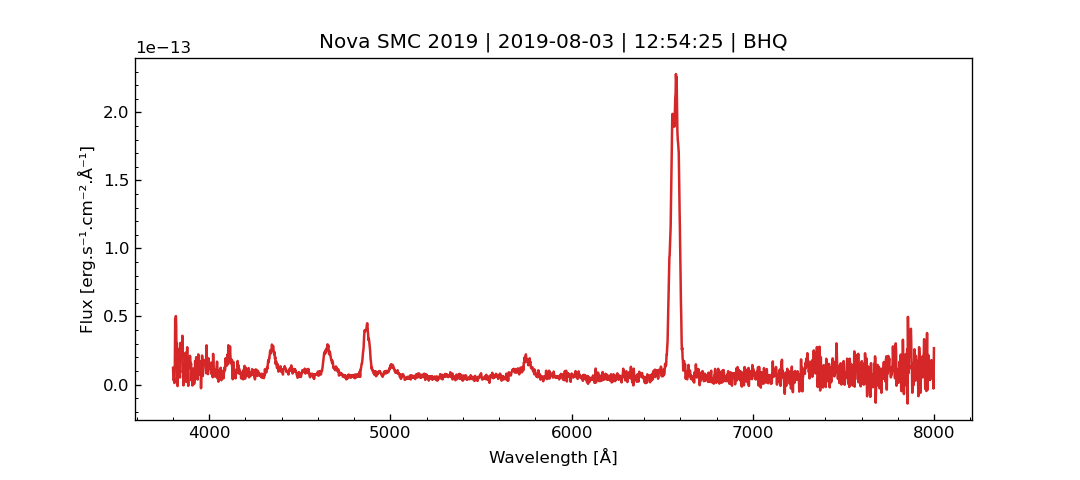 Nova SMC 2019 | 2019-08-03 | 12:54:25 | BHQ
1e−13
2.0
1.5
1.0
0.5
0.0
Flux [erg.s⁻¹.cm⁻².Å⁻¹]
4000 5000 6000 7000 8000
Wavelength [Å]